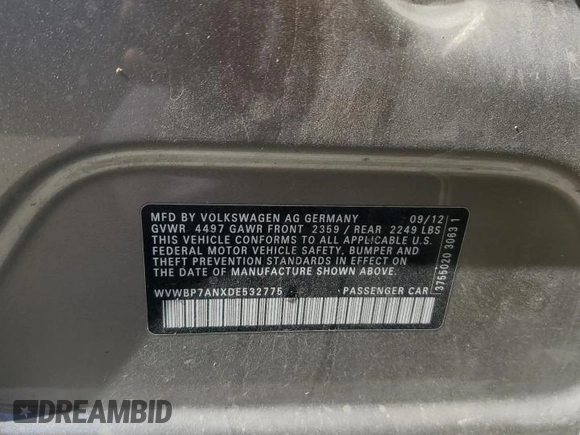 MFD BY VOLKSWAGEN AG GERMANY 09/12
GVWR 4497 GAWR FRONT 2359 / REAR 2249 LBS
THIS VEHICLE CONFORMS TO ALL APPLICABLE U.S.
FEDERAL MOTOR VEHICLE SAFETY, BUMPER AND
THEFT PREVENTION STANDARDS IN EFFECT ON
DATE OF MANUFACTURE SHOWN ABOVE.
WVWBP7ANXDE532775 PASSENGER CAR
3765020 3063 1
DREAMBID